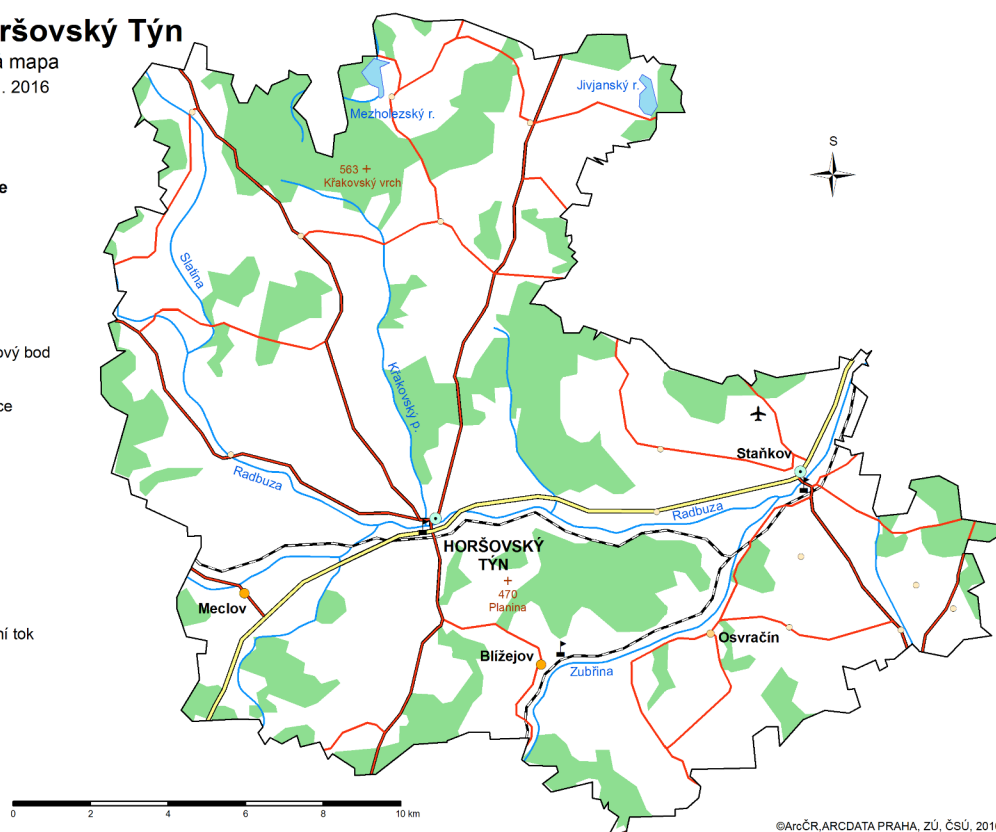 ršovský Týn
a mapa
. 2016
e
ový bod
ce
ní tok
S
Jivjanský r.
Mezholezský r.
563
Křakovský vrch
Slatina
Křakovský p.
Staňkov
Radbuza
Radbuza
HORŠOVSKÝ
TÝN
470
Planina
Meclov
Blížejov
Osvračín
Zubřina
0 2 4 6 8 10 km
©ArcČR,ARCDATA PRAHA, ZÚ, ČSÚ, 2016